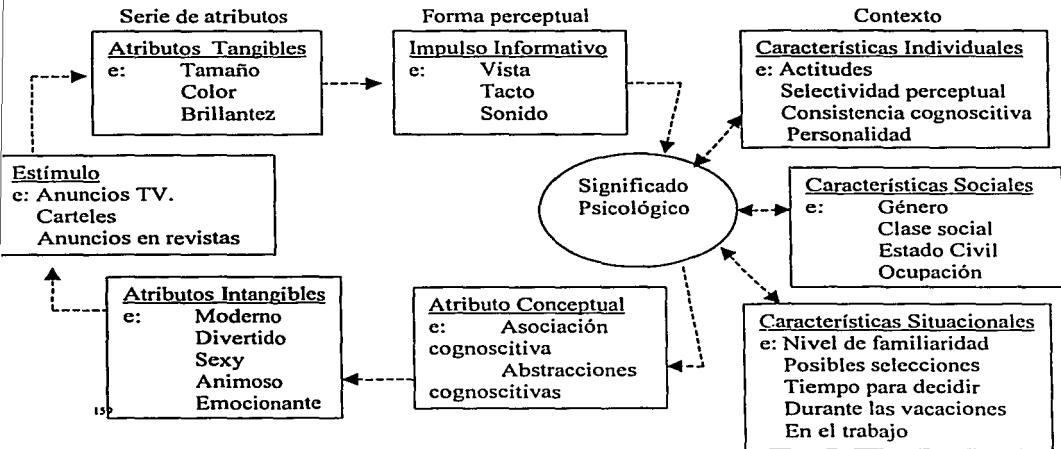 Serie de atributos
Forma perceptual
Contexto
Atributos Tangibles
e: Tamaño
Color
Brillantez
Impulso Informativo
e: Vista
Tacto
Sonido
Características Individuales
e: Actitudes
Selectividad perceptual
Consistencia cognoscitiva
Personalidad
Estímulo
e: Anuncios TV.
Carteles
Anuncios en revistas
Significado
Psicológico
Características Sociales
e: Género
Clase social
Estado Civil
Ocupación
Atributos Intangibles
e: Moderno
Divertido
Sexy
Animoso
Emocionante
Atributo Conceptual
e: Asociación
cognoscitiva
Abstracciones
cognoscitivas
Características Situacionales
e: Nivel de familiaridad
Posibles selecciones
Tiempo para decidir
Durante las vacaciones
En el trabajo